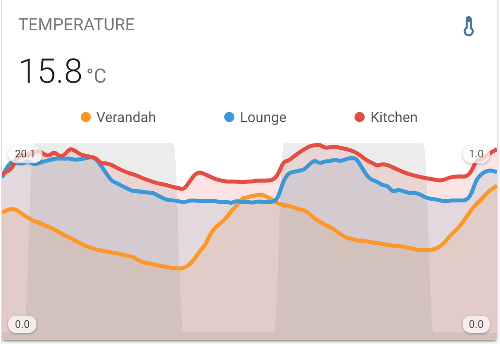 TEMPERATURE
15.8 °C
Verandah Lounge Kitchen
20.1 1.0
0.0 0.0